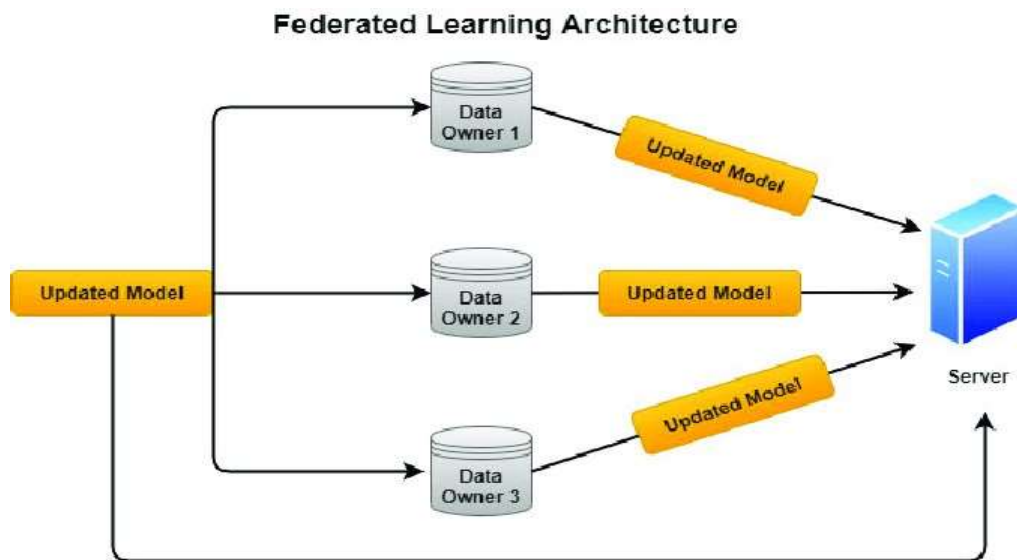 Federated Learning Architecture
Data
Owner 1
Updated Model
Updated Model
Data
Owner 2
Updated Model
Server
Data
Owner 3
Updated Model